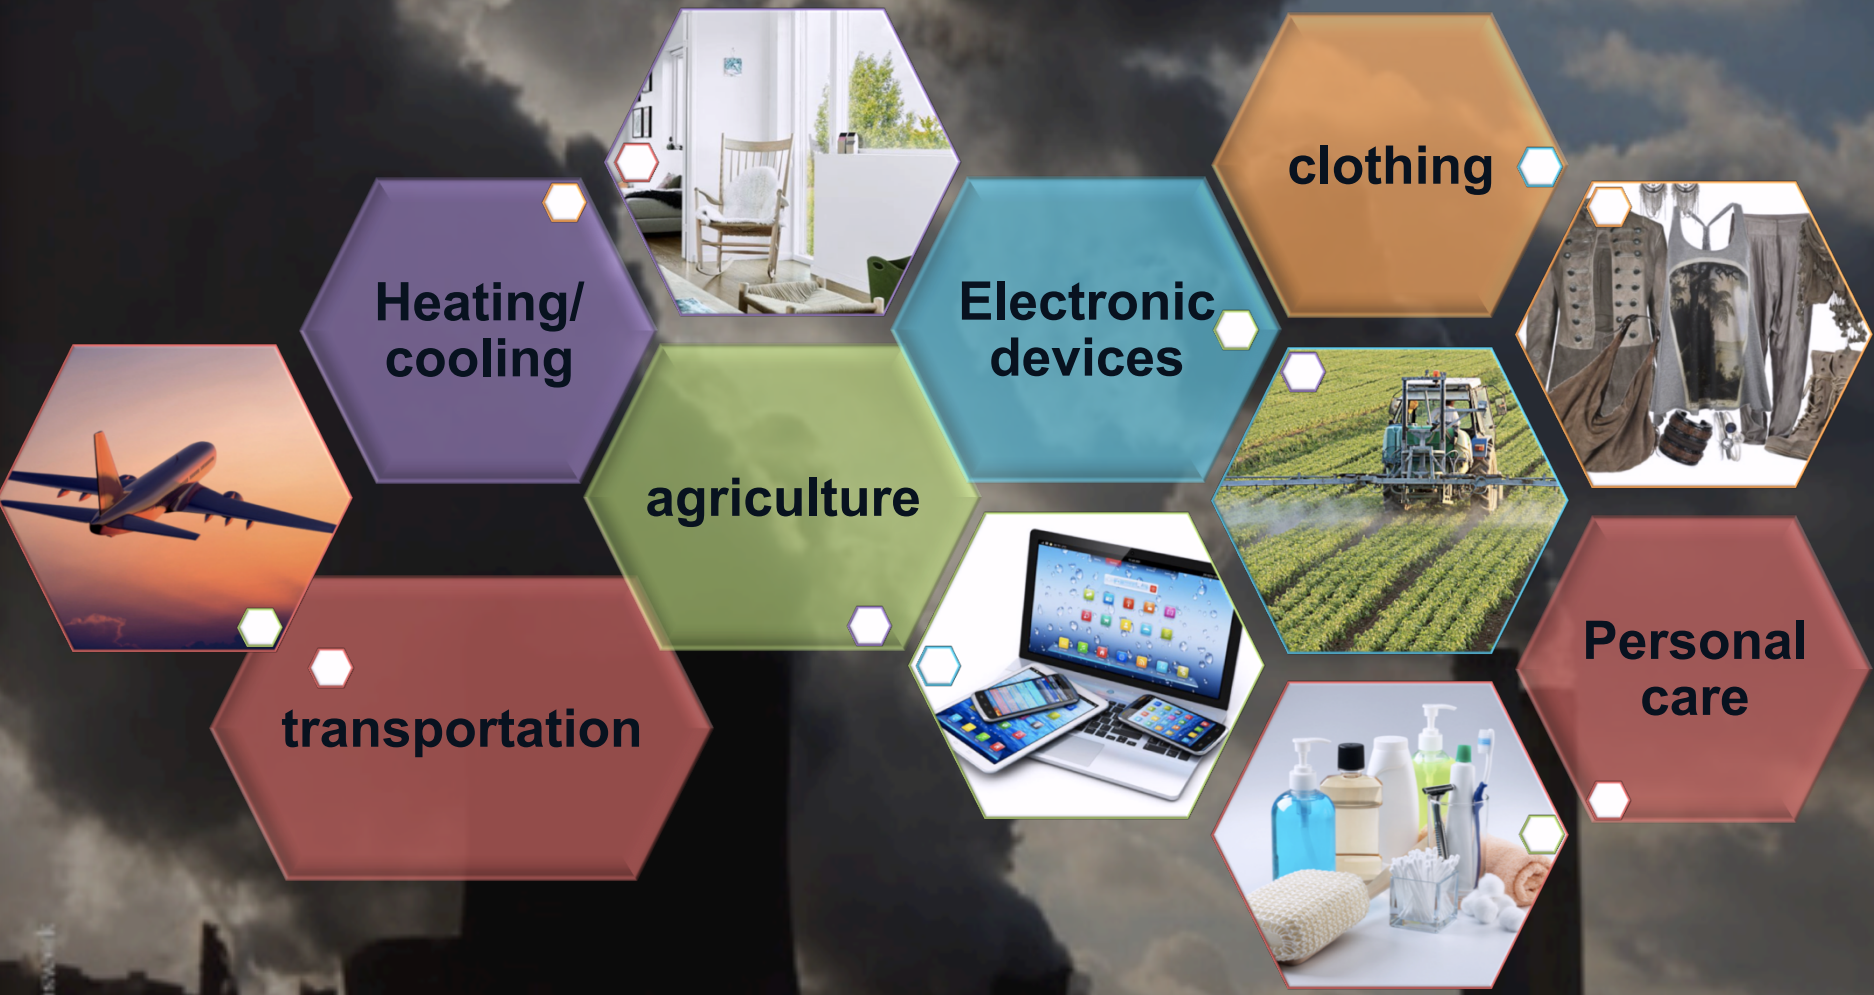 clothing
Heating/
cooling
Electronic
devices
agriculture
Personal
care
transportation